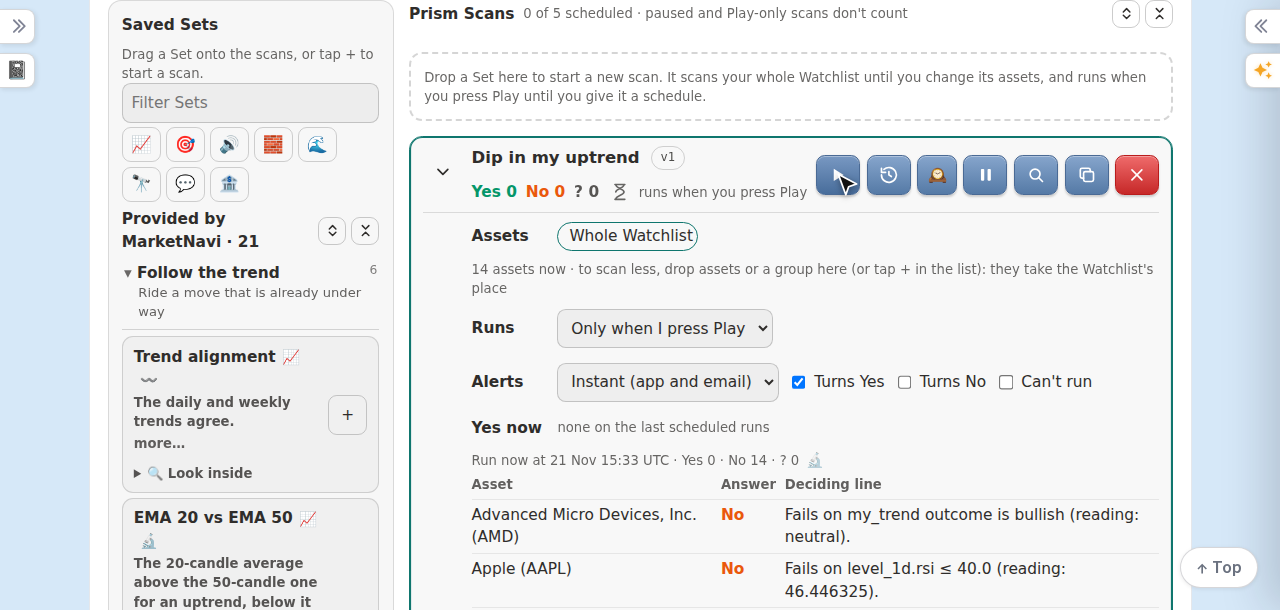 Saved Sets
Drag a Set onto the scans, or tap + to
start a scan.
Filter Sets
Provided by
MarketNavi · 21
▼ Follow the trend 6
Ride a move that is already under
way
Trend alignment
The daily and weekly
trends agree.
more...
+
▶ Look inside
EMA 20 vs EMA 50
The 20-candle average
above the 50-candle one
for an uptrend, below it
Prism Scans 0 of 5 scheduled · paused and Play-only scans don't count
Drop a Set here to start a new scan. It scans your whole Watchlist until you change its assets, and runs when
you press Play until you give it a schedule.
Dip in my uptrend v1
Yes 0 No 0 ? 0 runs when you press Play
Assets Whole Watchlist
14 assets now · to scan less, drop assets or a group here (or tap + in the list): they take the Watchlist's
place
Runs Only when I press Play
Alerts Instant (app and email) Turns Yes Turns No Can't run
Yes now none on the last scheduled runs
Run now at 21 Nov 15:33 UTC · Yes 0 · No 14 · ? 0
Asset Answer Deciding line
Advanced Micro Devices, Inc. (AMD) No Fails on my_trend outcome is bullish (reading: neutral).
Apple (AAPL) No Fails on level_1d.rsi ≤ 40.0 (reading: 46.446325).
↑ Top